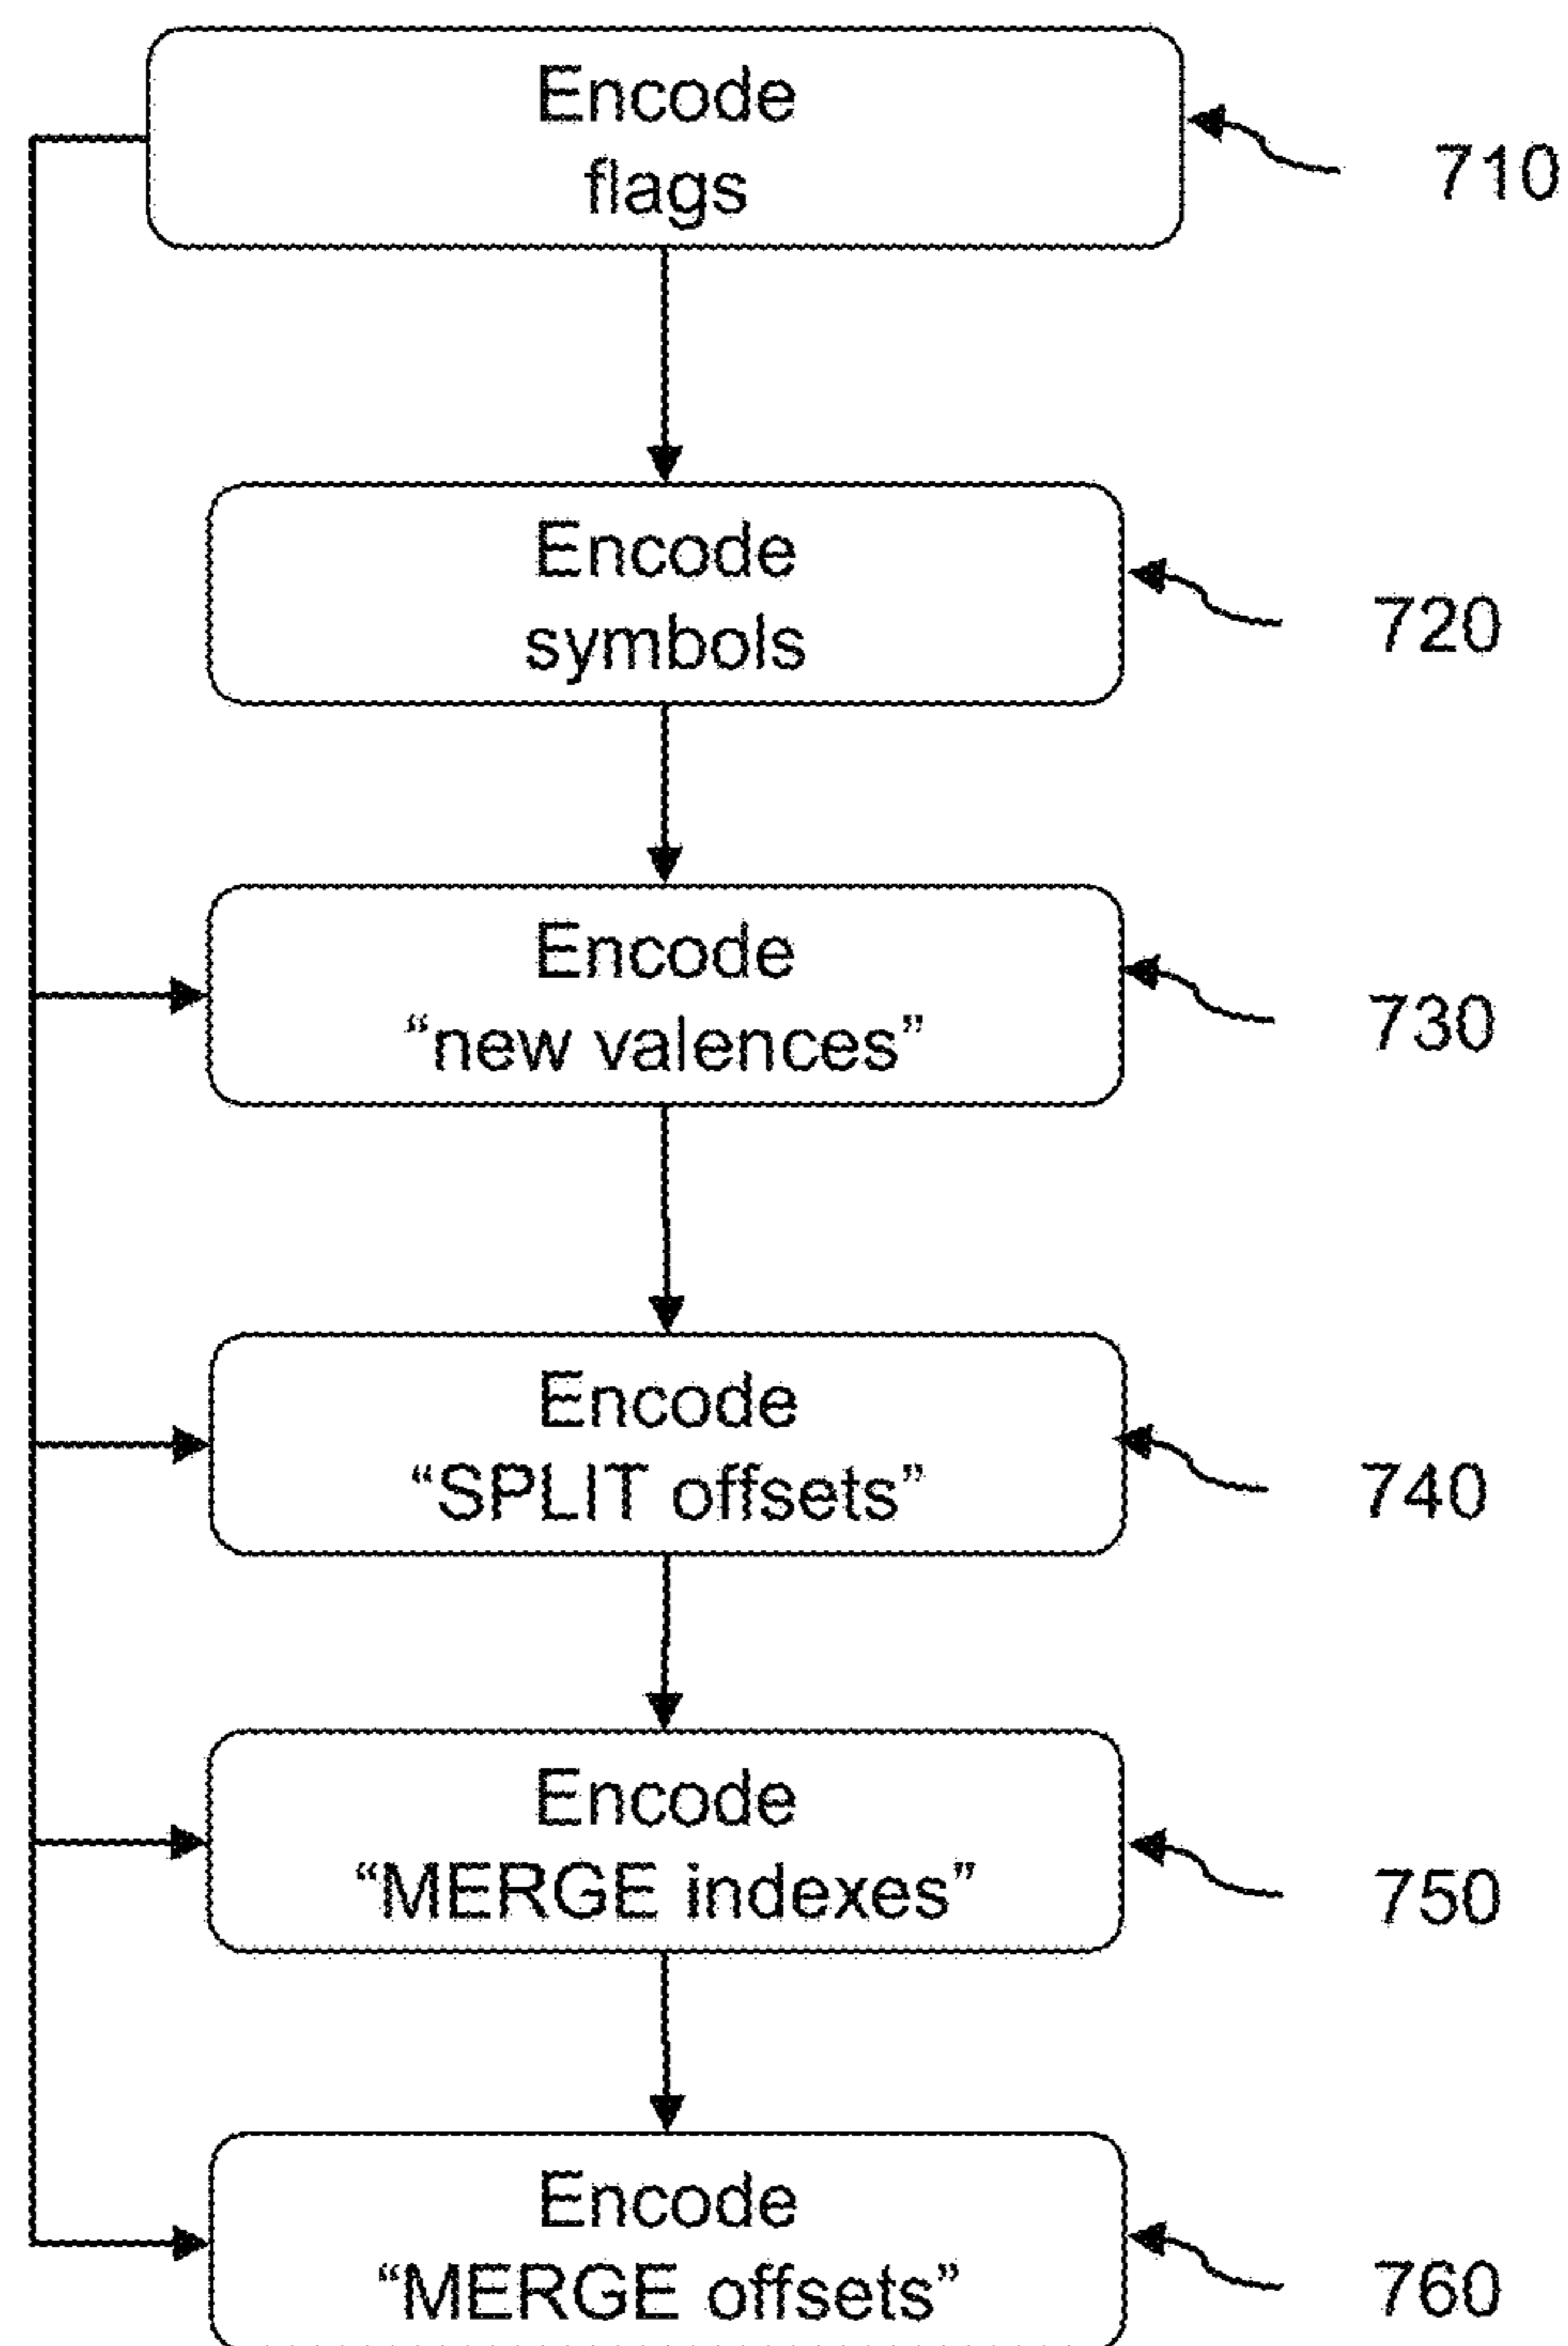 Encode
flags
710
Encode
symbols
720
Encode
“new valences”
730
Encode
“SPLIT offsets”
740
Encode
“MERGE indexes”
750
Encode
“MERGE offsets”
760